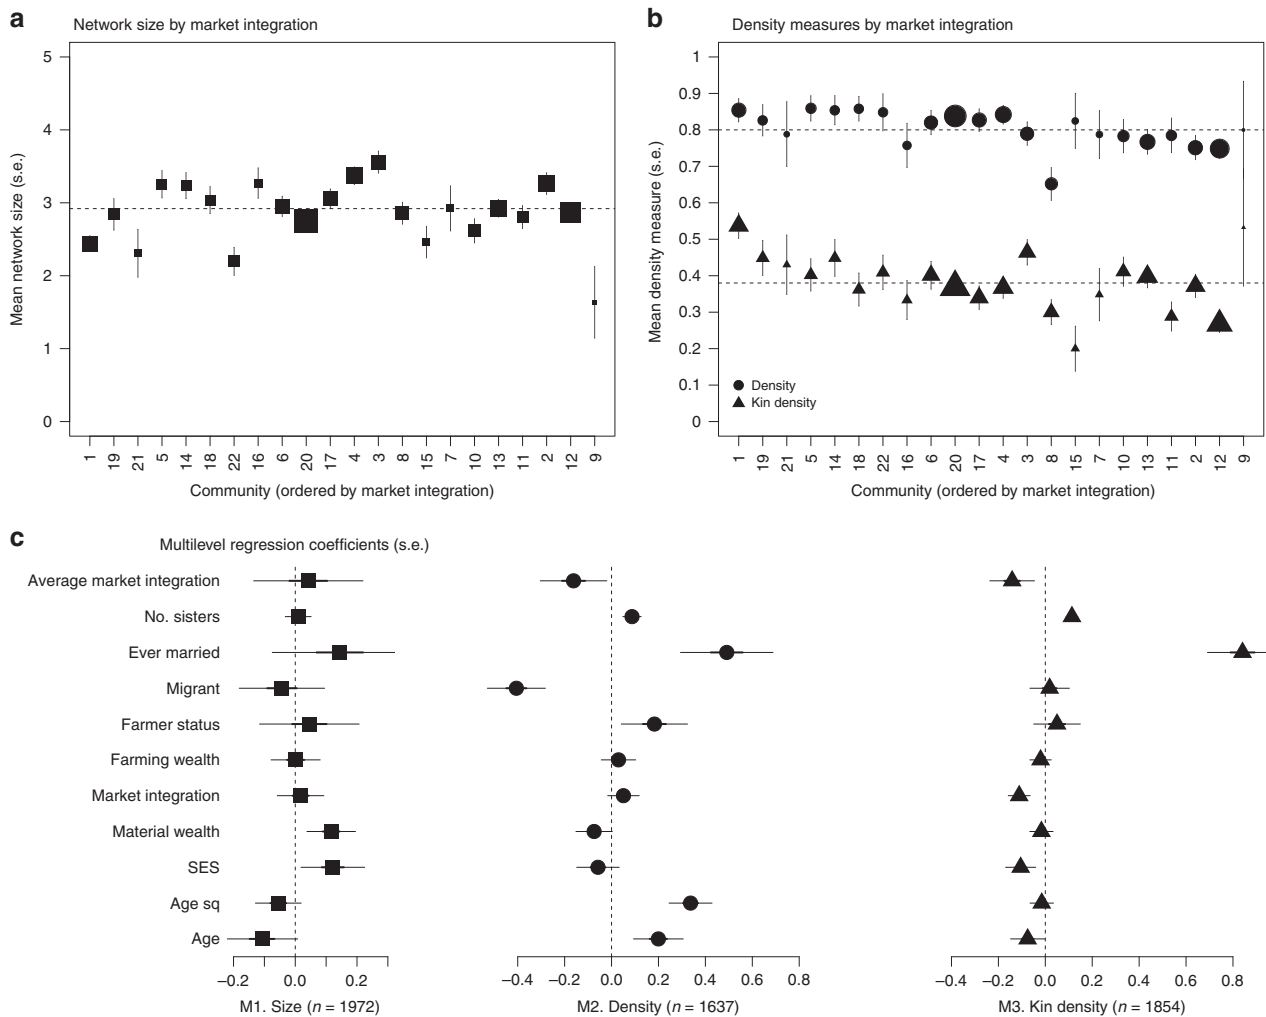 a Network size by market integration
5
4
3
2
1
0
Mean network size (s.e.)
1 19 21 5 14 18 22 16 6 20 17 4 3 8 15 7 10 13 11 2 12 9
Community (ordered by market integration)
b Density measures by market integration
1
0.9
0.8
0.7
0.6
0.5
0.4
0.3
0.2
0.1
0
Mean density measure (s.e.)
Density
Kin density
1 19 21 5 14 18 22 16 6 20 17 4 3 8 15 7 10 13 11 2 12 9
Community (ordered by market integration)
c
Multilevel regression coefficients (s.e.)
Average market integration
No. sisters
Ever married
Migrant
Farmer status
Farming wealth
Market integration
Material wealth
SES
Age sq
Age
−0.2 0.0 0.2
M1. Size (n = 1972)
−0.4 −0.2 0.0 0.2 0.4 0.6 0.8
M2. Density (n = 1637)
−0.4 −0.2 0.0 0.2 0.4 0.6 0.8
M3. Kin density (n = 1854)